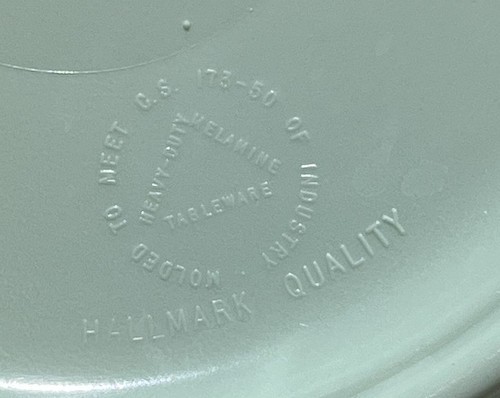 MOLDED TO MEET C.S. 173-50 OF INDUSTRY
HEAVY-DUTY
MELAMINE
TABLEWARE
HALLMARK QUALITY